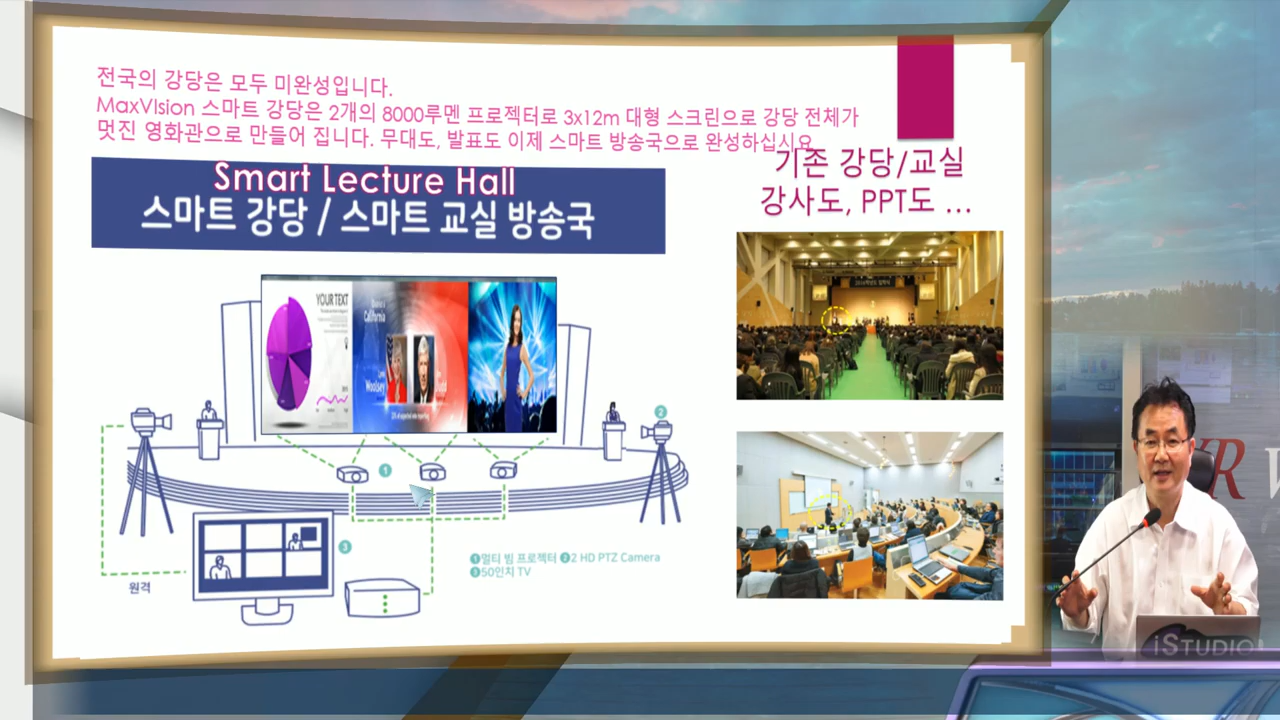 전국의 강당은 모두 미완성입니다.
MaxVIsion 스마트 강당은 2개의 8000루멘 프로젝터로 3x12m 대형 스크린으로 강당 전체가
멋진 영화관으로 만들어 집니다. 무대도, 발표도 이제 스마트 방송국으로 완성하십시요
Smart Lecture Hall
스마트 강당 / 스마트 교실 방송국
기존 강당/교실
강사도, PPT도 ...
YOUR TEXT
California
Lynn
Woolsey
2
1
3
원격
❶멀티 빔 프로젝터 ❷2 HD PTZ Camera
❸50인치 TV
R
iSTUDIO